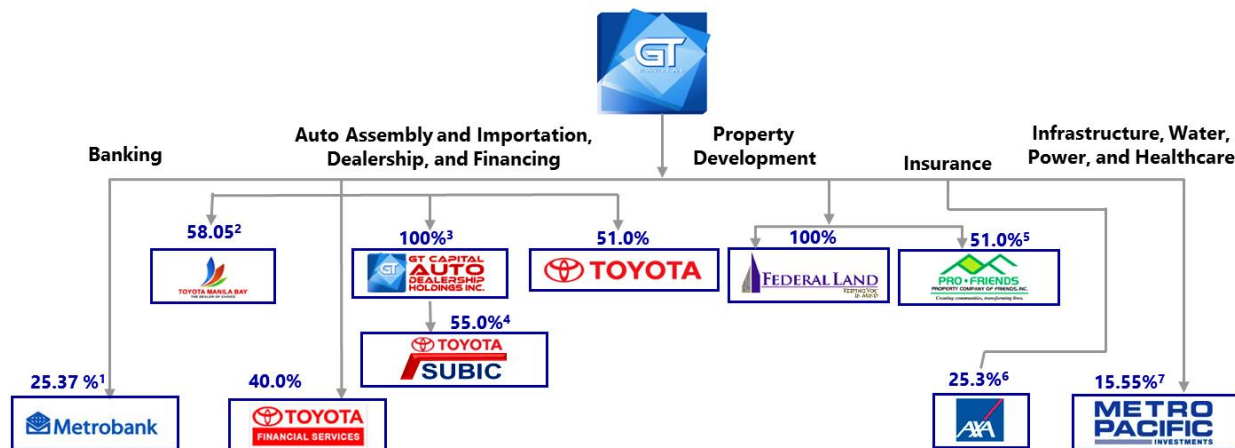 GT
CAPITAL
Banking
Auto Assembly and Importation,
Dealership, and Financing
Property
Development
Insurance
Infrastructure, Water,
Power, and Healthcare
58.05²
TOYOTA MANILA BAY
THE DEALER OF CHOICE
100%³
GT CAPITAL
AUTO
DEALERSHIP
HOLDINGS INC.
51.0%
TOYOTA
100%
FEDERAL LAND
KEEPING YOU
IN MIND
51.0%⁵
PRO•FRIENDS
PROPERTY COMPANY OF FRIENDS, INC.
Creating communities, transforming lives.
55.0%⁴
TOYOTA
SUBIC
25.37 %¹
Metrobank
40.0%
TOYOTA
FINANCIAL SERVICES
25.3%⁶
AXA
15.55%⁷
METRO
PACIFIC
INVESTMENTS